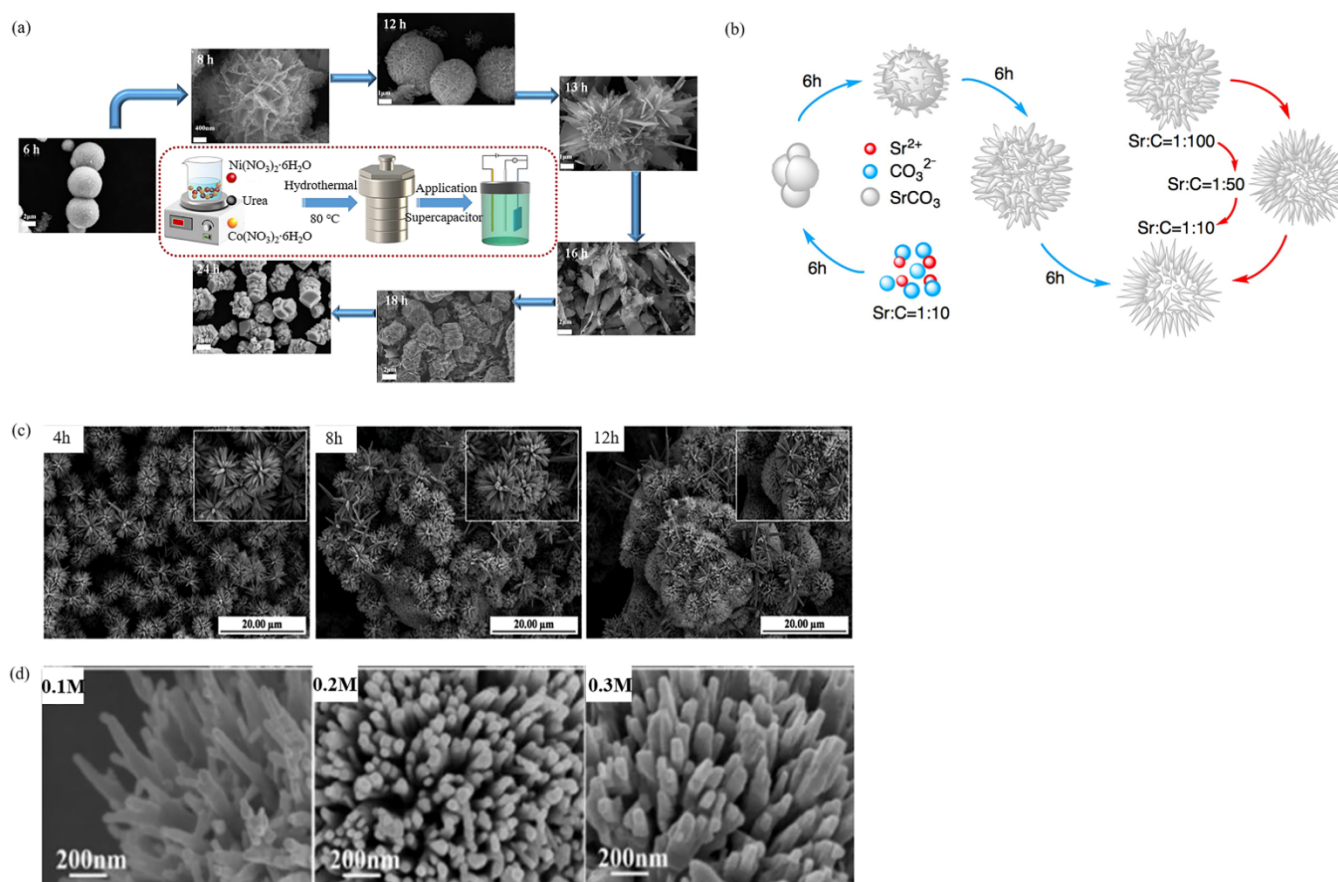 (a)
6 h
2μm
8 h
400nm
12 h
1μm
13 h
1μm
16 h
2μm
18 h
2μm
24 h
Ni(NO₃)₂·6H₂O
Urea
Co(NO₃)₂·6H₂O
Hydrothermal
80 °C
Application
Supercapacitor
(b)
6h
6h
6h
6h
Sr²⁺
CO₃²⁻
SrCO₃
Sr:C=1:10
Sr:C=1:100
Sr:C=1:50
Sr:C=1:10
(c)
4h
20.00 μm
8h
20.00 μm
12h
20.00 μm
(d)
0.1M
200nm
0.2M
200nm
0.3M
200nm